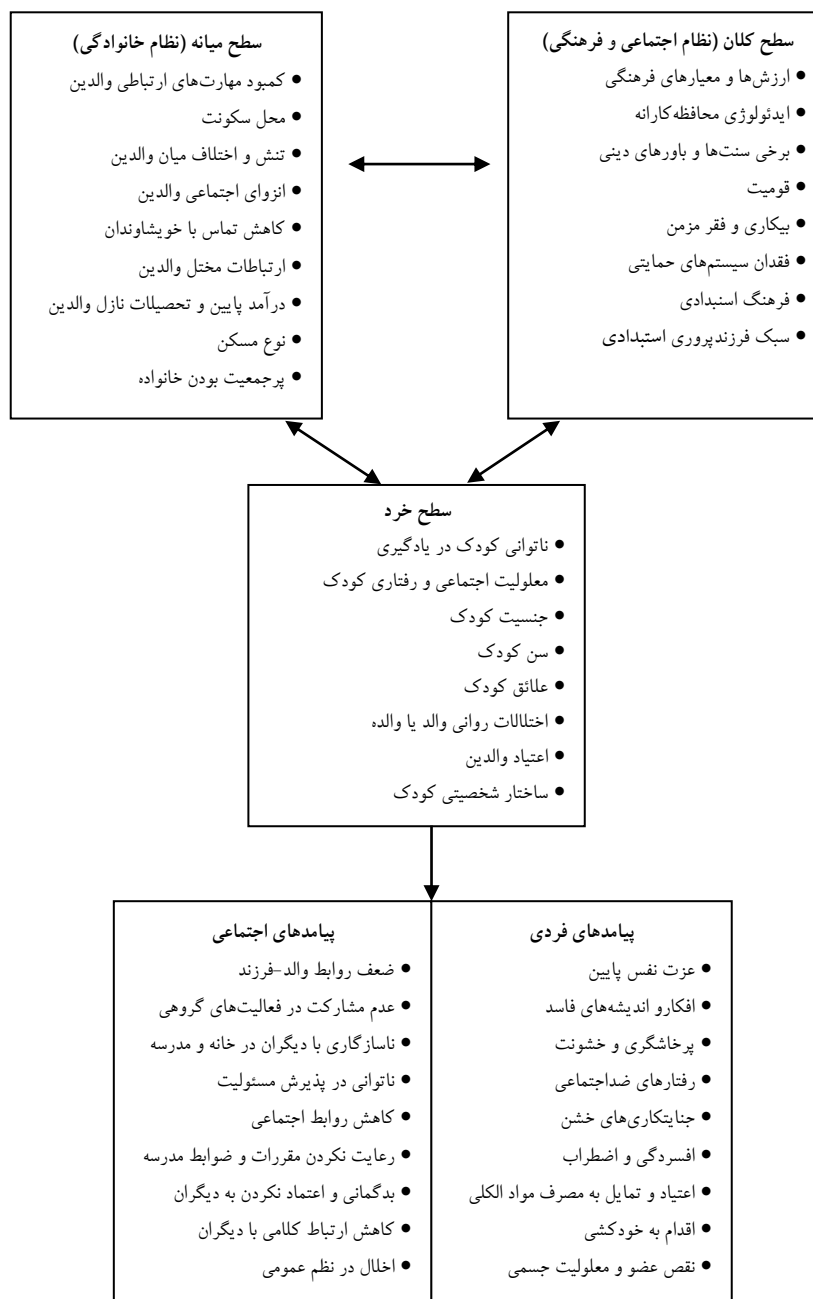 سطح کلان (نظام اجتماعی و فرهنگی)
● ارزش‌ها و معیارهای فرهنگی
● ایدئولوژی محافظه‌کارانه
● برخی سنت‌ها و باورهای دینی
● قومیت
● بیکاری و فقر مزمن
● فقدان سیستم‌های حمایتی
● فرهنگ اسنبدادی
● سبک فرزندپروری استبدادی
سطح میانه (نظام خانوادگی)
● کمبود مهارت‌های ارتباطی والدین
● محل سکونت
● تنش و اختلاف میان والدین
● انزوای اجتماعی والدین
● کاهش تماس با خویشاوندان
● ارتباطات مختل والدین
● درآمد پایین و تحصیلات نازل والدین
● نوع مسکن
● پرجمعیت بودن خانواده
سطح خرد
● ناتوانی کودک در یادگیری
● معلولیت اجتماعی و رفتاری کودک
● جنسیت کودک
● سن کودک
● علائق کودک
● اختلالات روانی والد یا والده
● اعتیاد والدین
● ساختار شخصیتی کودک
پیامدهای فردی
● عزت نفس پایین
● افکارو اندیشه‌های فاسد
● پرخاشگری و خشونت
● رفتارهای ضداجتماعی
● جنایتکاری‌های خشن
● افسردگی و اضطراب
● اعتیاد و تمایل به مصرف مواد الکلی
● اقدام به خودکشی
● نقص عضو و معلولیت جسمی
پیامدهای اجتماعی
● ضعف روابط والد-فرزند
● عدم مشارکت در فعالیت‌های گروهی
● ناسازگاری با دیگران در خانه و مدرسه
● ناتوانی در پذیرش مسئولیت
● کاهش روابط اجتماعی
● رعایت نکردن مقررات و ضوابط مدرسه
● بدگمانی و اعتماد نکردن به دیگران
● کاهش ارتباط کلامی با دیگران
● اخلال در نظم عمومی